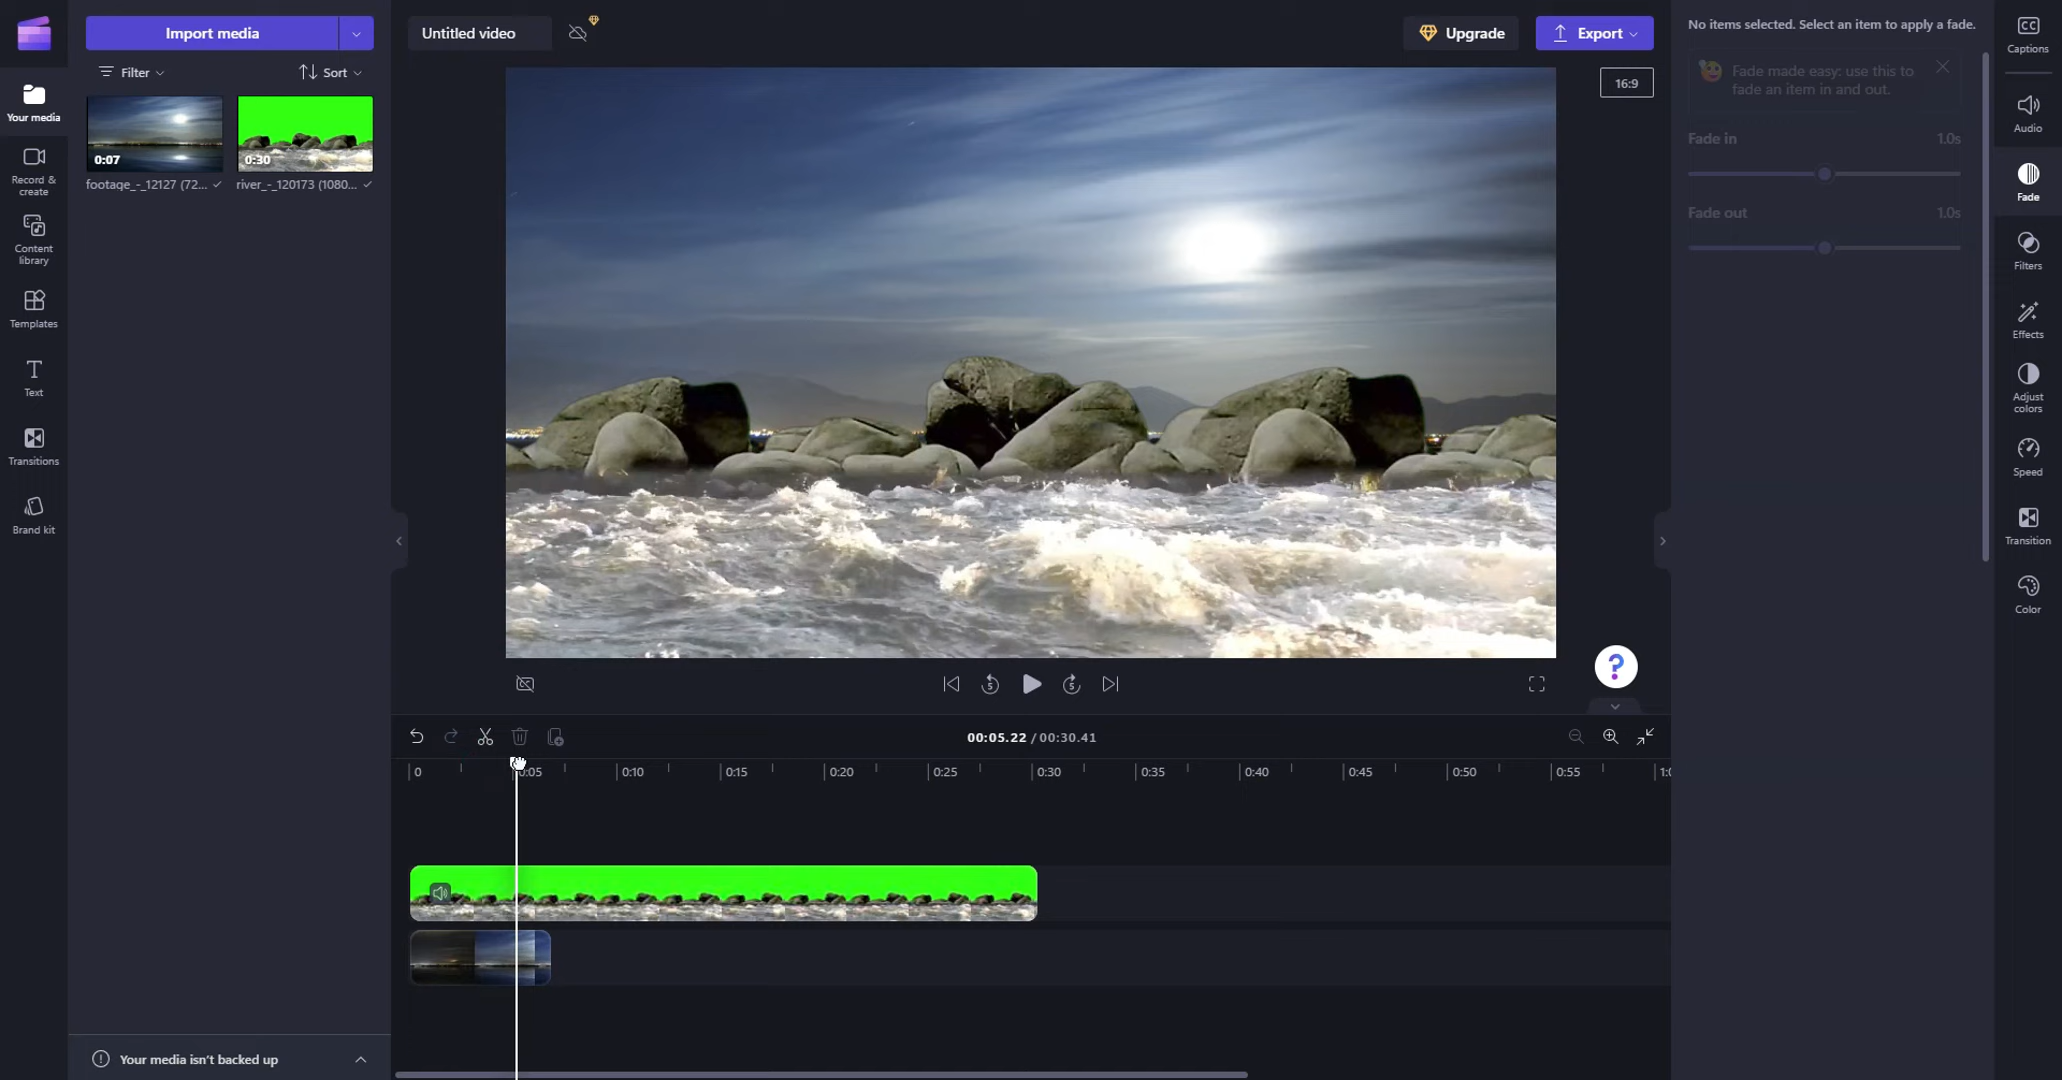 Import media
Untitled video
Upgrade
Export
No items selected. Select an item to apply a fade.
Captions
Filter
Sort
16:9
Fade made easy: use this to
fade an item in and out.
Your media
0:07
0:30
footage_-_12127 (72...
river_-_120173 (1080...
Fade in
1.0s
Fade out
1.0s
Audio
Fade
Filters
Effects
Adjust
colors
Speed
Transition
Color
Record &
create
Content
library
Templates
Text
Transitions
Brand kit
5
5
?
00:05.22 / 00:30.41
0
0:05
0:10
0:15
0:20
0:25
0:30
0:35
0:40
0:45
0:50
0:55
1:0
Your media isn't backed up